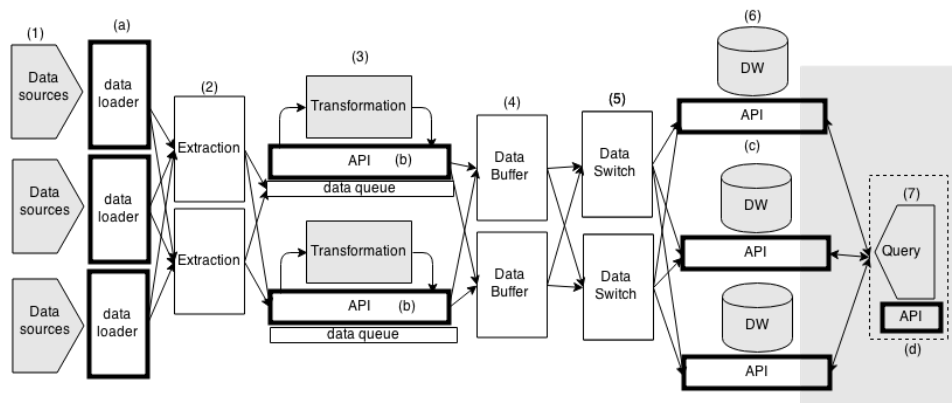 (1)
(a)
Data
sources
data
loader
Data
sources
data
loader
Data
sources
data
loader
(2)
Extraction
Extraction
(3)
Transformation
API
(b)
data queue
Transformation
API
(b)
data queue
(4)
Data
Buffer
Data
Buffer
(5)
Data
Switch
Data
Switch
(6)
DW
API
(c)
DW
API
DW
API
(7)
Query
API
(d)